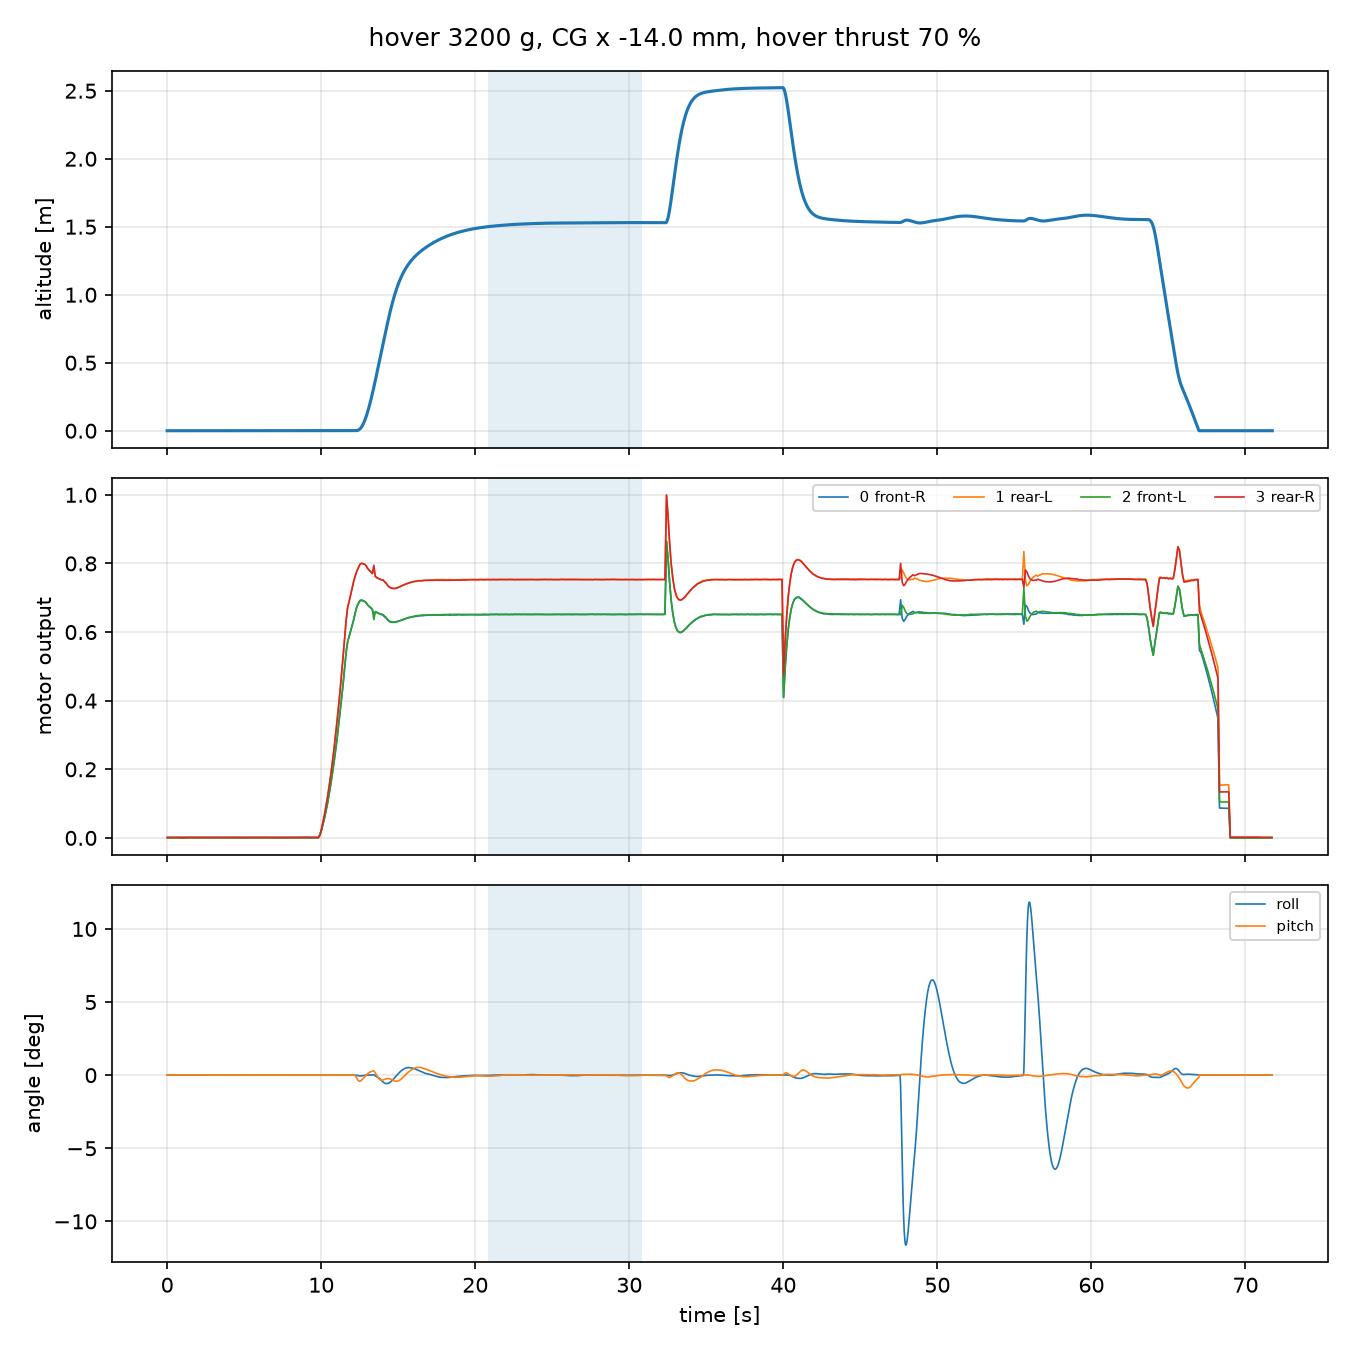 hover 3200 g, CG x -14.0 mm, hover thrust 70 %
altitude [m]
2.5
2.0
1.5
1.0
0.5
0.0
motor output
1.0
0.8
0.6
0.4
0.2
0.0
0 front-R
1 rear-L
2 front-L
3 rear-R
angle [deg]
10
5
0
−5
−10
roll
pitch
0
10
20
30
40
50
60
70
time [s]